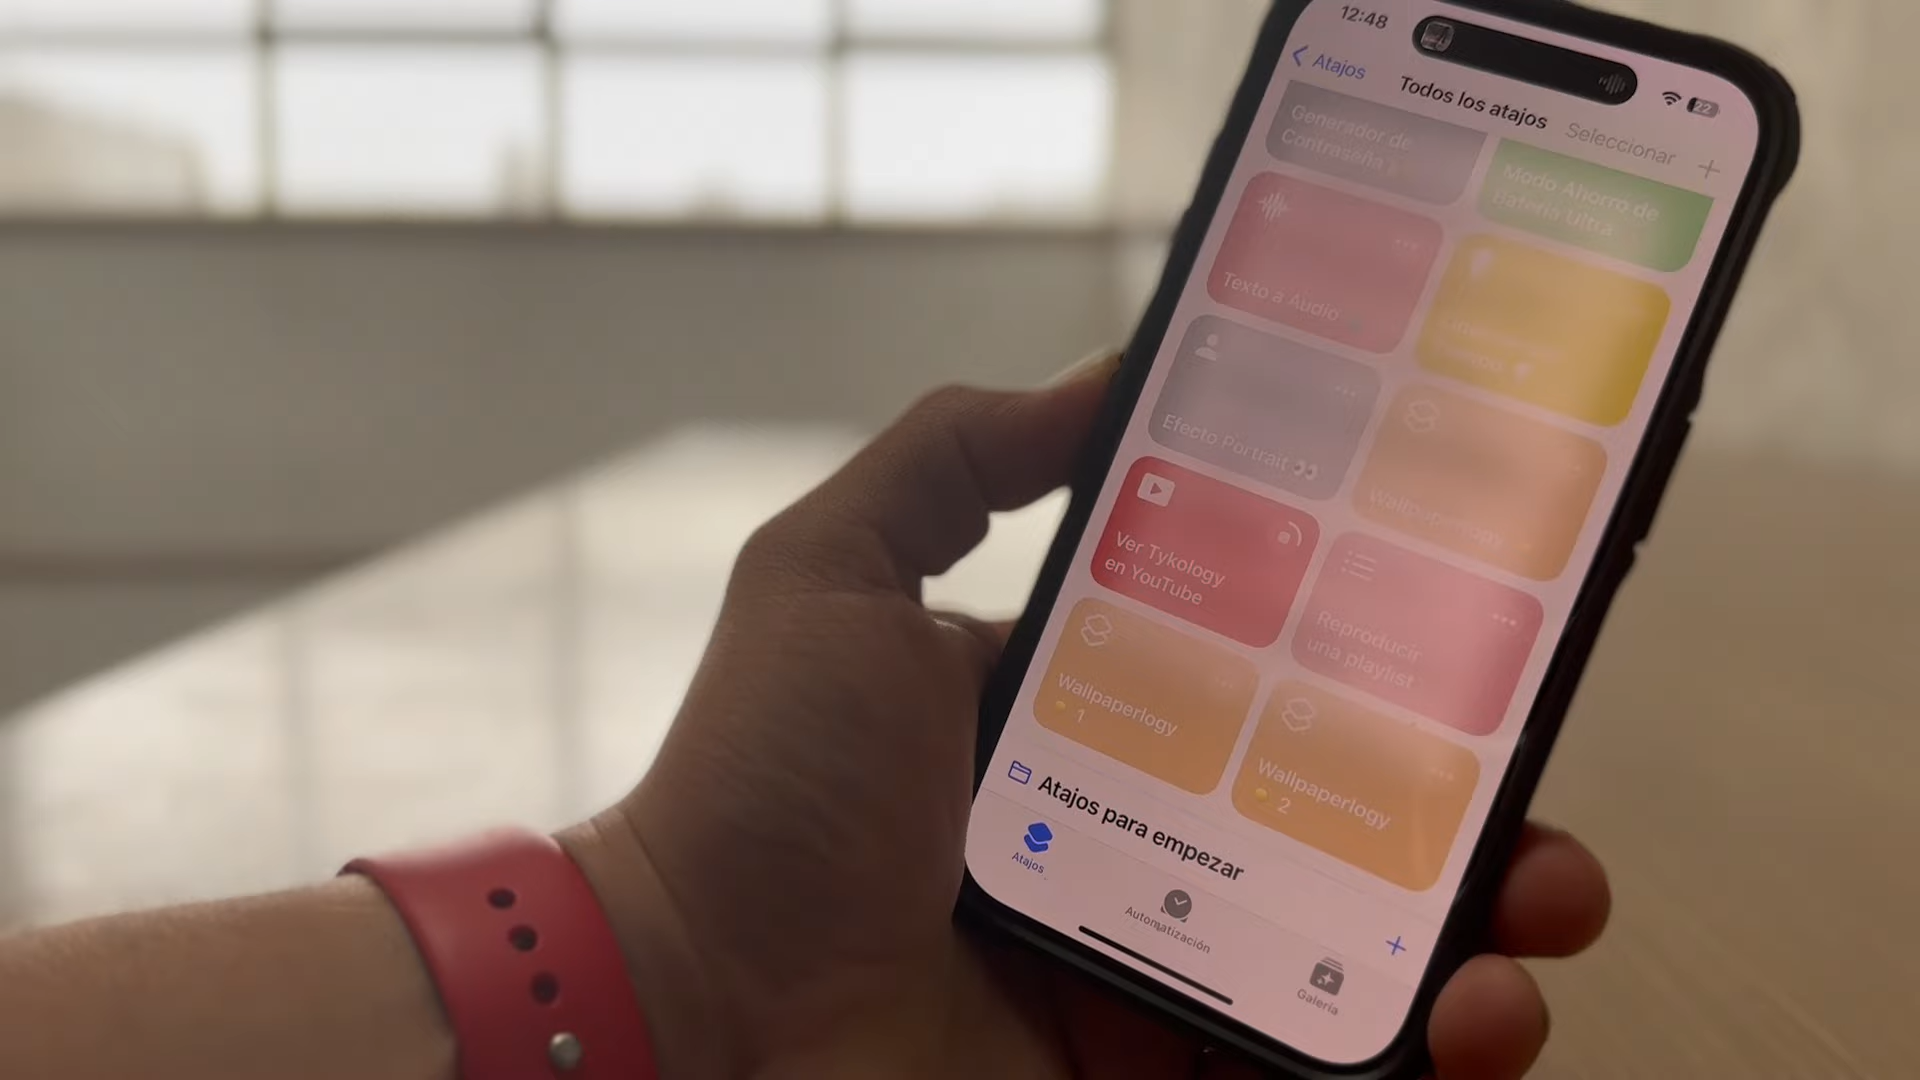 12:48
22
Atajos
Todos los atajos
Seleccionar
Generador de
Contraseña
Modo Ahorro de
Batería Ultra
Texto a Audio
Efecto Portrait 👀
Wallpaperlogy
Ver Tykology
en YouTube
Reproducir
una playlist
Wallpaperlogy
1
Wallpaperlogy
2
Atajos para empezar
Atajos
Automatización
Galería